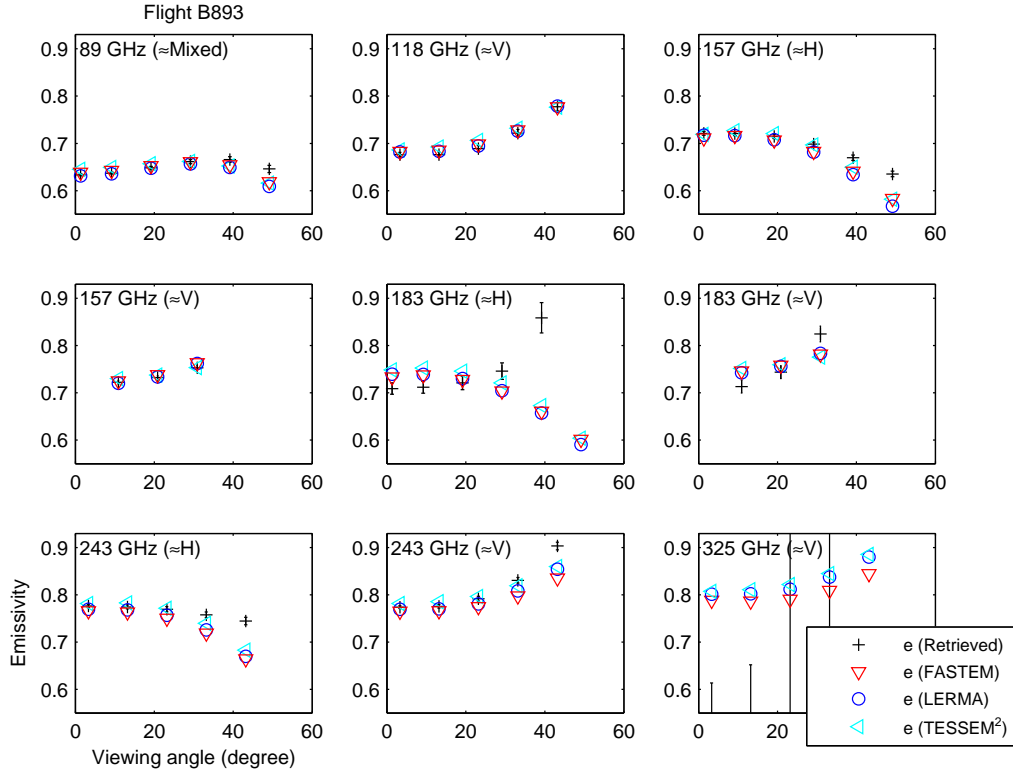 Flight B893
89 GHz (≈Mixed)
0.9
0.8
0.7
0.6
0 20 40 60
118 GHz (≈V)
0.9
0.8
0.7
0.6
0 20 40 60
157 GHz (≈H)
0.9
0.8
0.7
0.6
0 20 40 60
157 GHz (≈V)
0.9
0.8
0.7
0.6
0 20 40 60
183 GHz (≈H)
0.9
0.8
0.7
0.6
0 20 40 60
183 GHz (≈V)
0.9
0.8
0.7
0.6
0 20 40 60
243 GHz (≈H)
0.9
0.8
0.7
0.6
0 20 40 60
Emissivity
Viewing angle (degree)
243 GHz (≈V)
0.9
0.8
0.7
0.6
0 20 40 60
325 GHz (≈V)
0.9
0.8
0.7
0.6
0 20
e (Retrieved)
e (FASTEM)
e (LERMA)
e (TESSEM²)